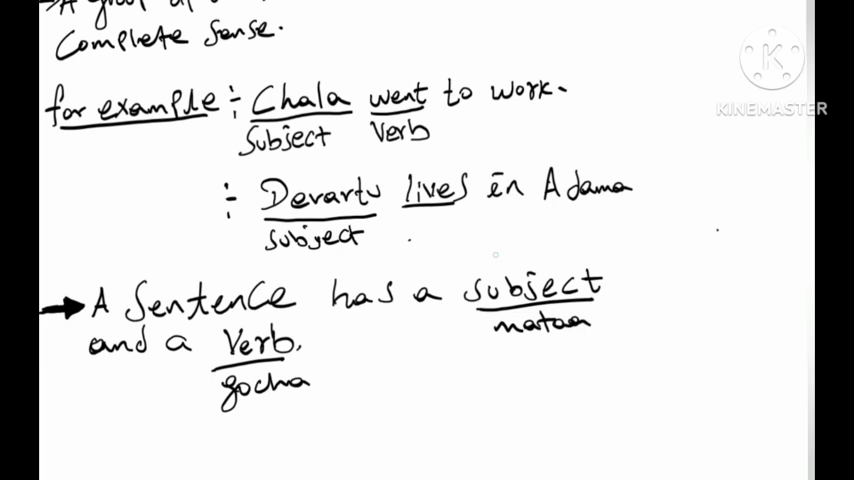 Complete sense.
for example ÷ Chala went to work.
Subject Verb
÷ Derartu lives in Adama
subject
A Sentence has a subject
mataa
and a Verb.
gocha
KINEMASTER